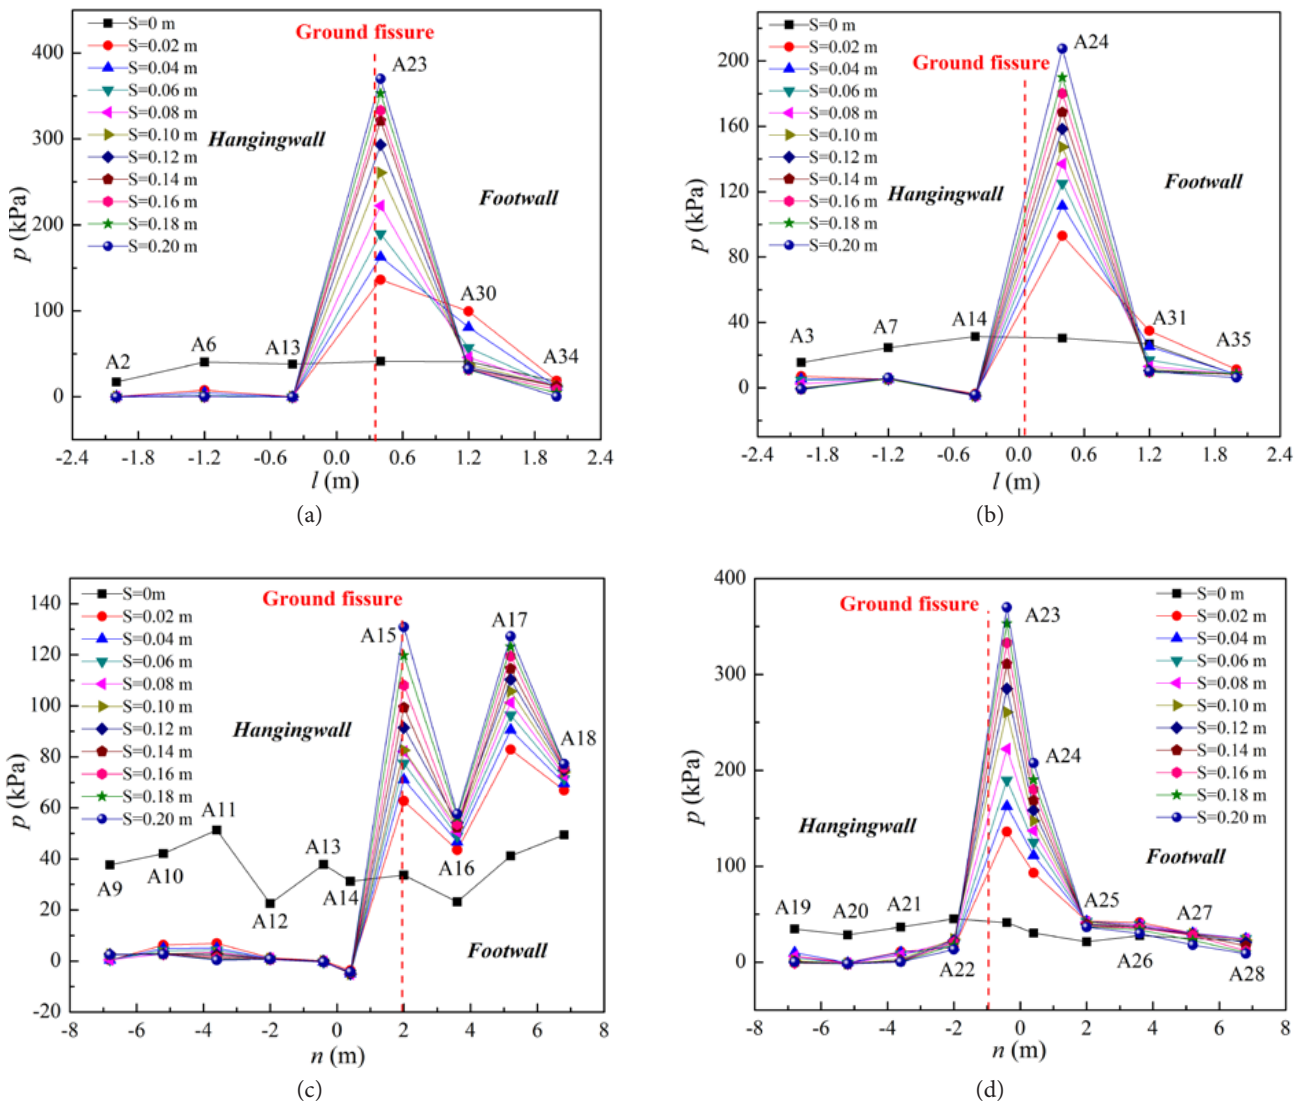 S=0 m
S=0.02 m
S=0.04 m
S=0.06 m
S=0.08 m
S=0.10 m
S=0.12 m
S=0.14 m
S=0.16 m
S=0.18 m
S=0.20 m
Ground fissure
A23
Hangingwall
Footwall
A2
A6
A13
A30
A34
400
300
200
100
0
p (kPa)
-2.4 -1.8 -1.2 -0.6 0.0 0.6 1.2 1.8 2.4
l (m)
(a)
S=0 m
S=0.02 m
S=0.04 m
S=0.06 m
S=0.08 m
S=0.10 m
S=0.12 m
S=0.14 m
S=0.16 m
S=0.18 m
S=0.20 m
Ground fissure
A24
Hangingwall
Footwall
A3
A7
A14
A31
A35
200
160
120
80
40
0
p (kPa)
-2.4 -1.8 -1.2 -0.6 0.0 0.6 1.2 1.8 2.4
l (m)
(b)
S=0m
S=0.02 m
S=0.04 m
S=0.06 m
S=0.08 m
S=0.10 m
S=0.12 m
S=0.14 m
S=0.16 m
S=0.18 m
S=0.20 m
Ground fissure
A15
A17
Hangingwall
A18
A11
A13
A9
A10
A12
A14
A16
Footwall
140
120
100
80
60
40
20
0
-20
p (kPa)
-8 -6 -4 -2 0 2 4 6 8
n (m)
(c)
Ground fissure
S=0 m
S=0.02 m
S=0.04 m
S=0.06 m
S=0.08 m
S=0.10 m
S=0.12 m
S=0.14 m
S=0.16 m
S=0.18 m
S=0.20 m
A23
A24
Hangingwall
Footwall
A19
A20
A21
A22
A25
A26
A27
A28
400
300
200
100
0
p (kPa)
-8 -6 -4 -2 0 2 4 6 8
n (m)
(d)